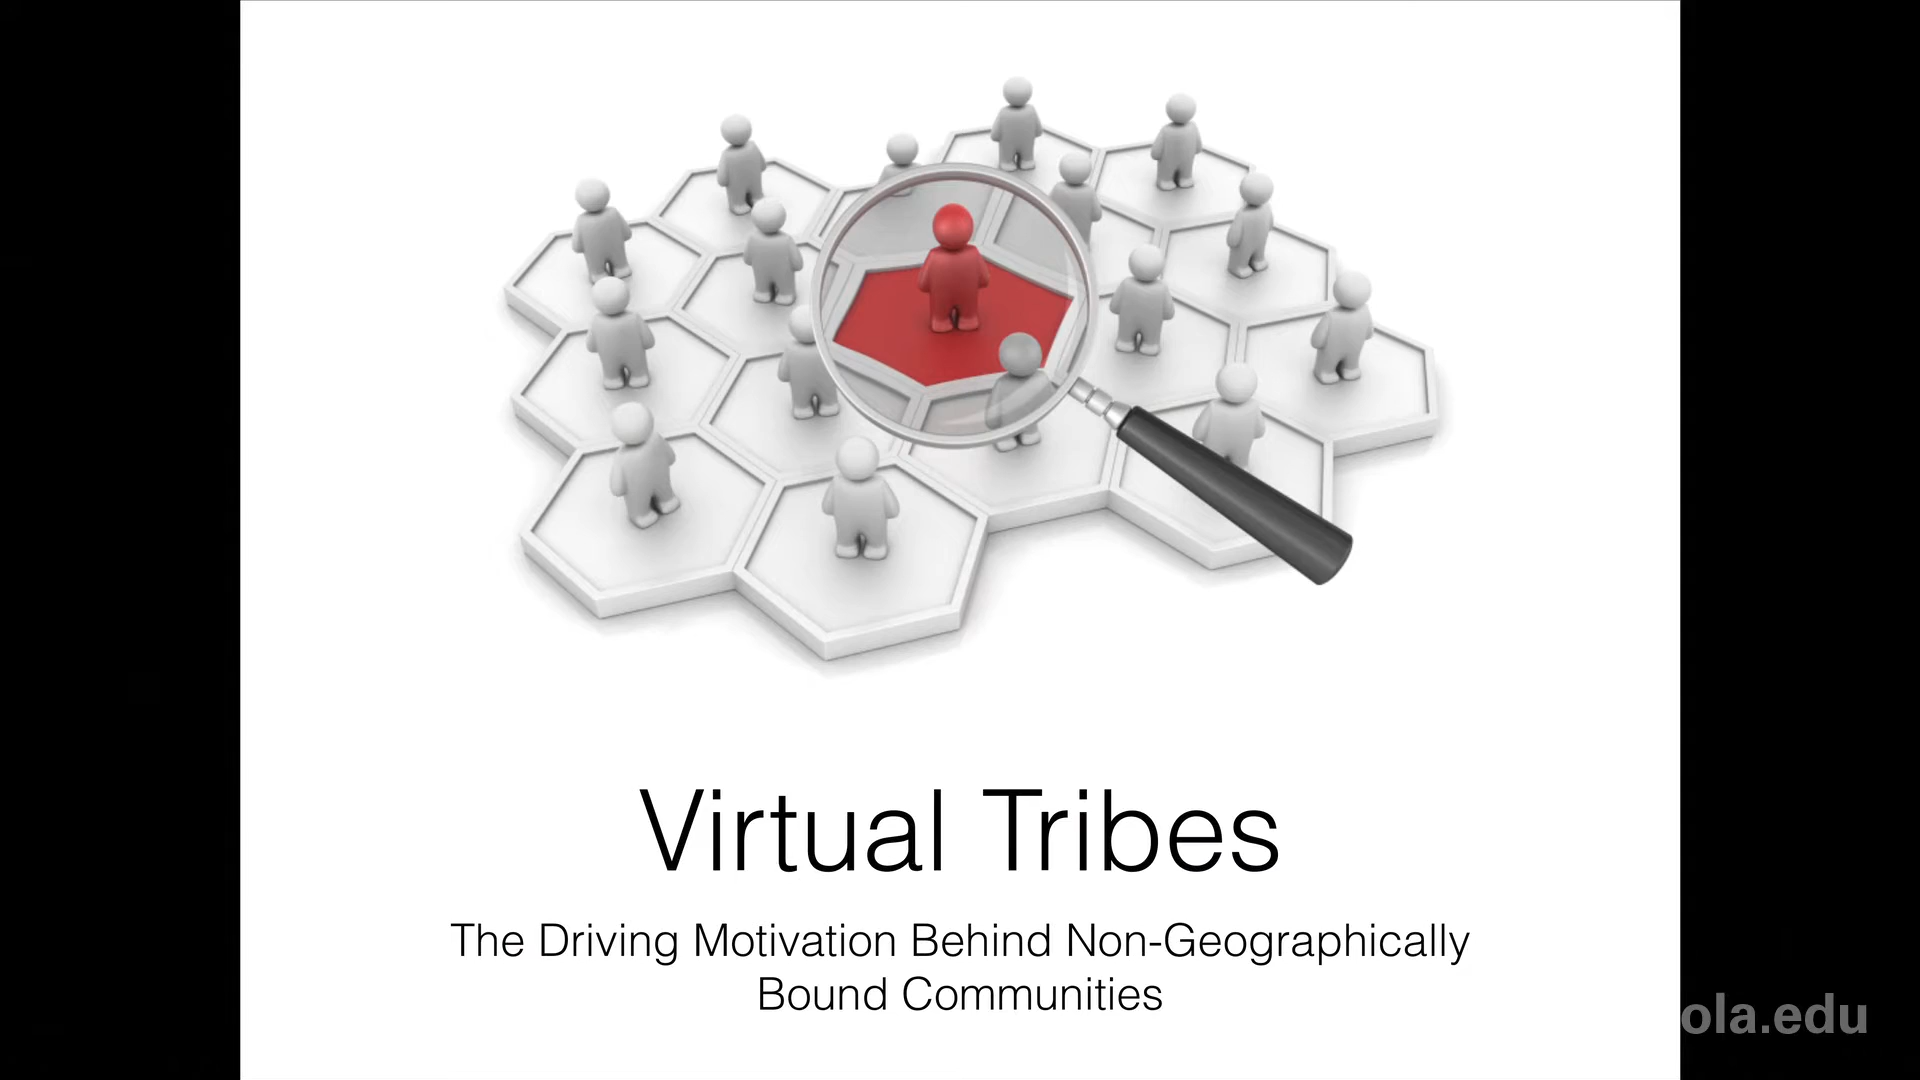 Virtual Tribes
The Driving Motivation Behind Non-Geographically
Bound Communities
ola.edu